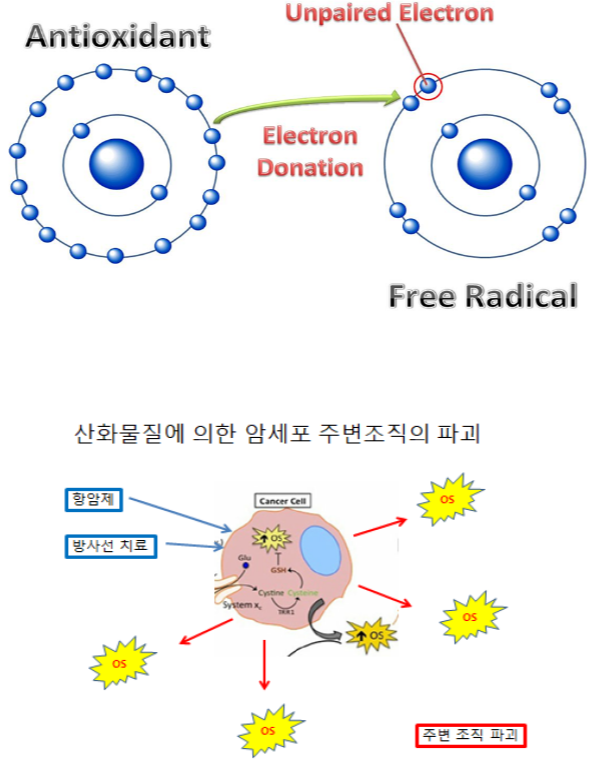 Unpaired Electron
Antioxidant
Electron
Donation
Free Radical
산화물질에 의한 암세포 주변조직의 파괴
항암제
Cancer Cell
OS
방사선 치료
OS
Glu
GSH
Cystine
Cysteine
System xc
TRR1
OS
OS
OS
OS
주변 조직 파괴